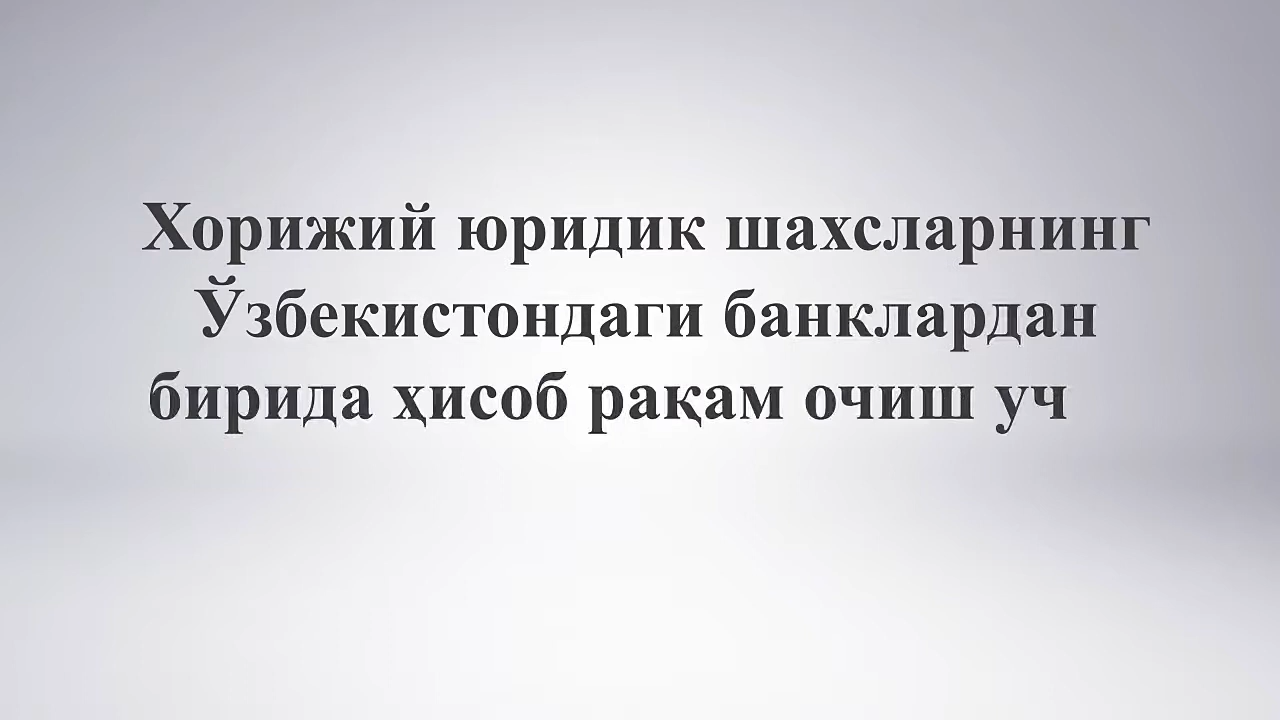 Хорижий юридик шахсларнинг
Ўзбекистондаги банклардан
бирида ҳисоб рақам очиш уч